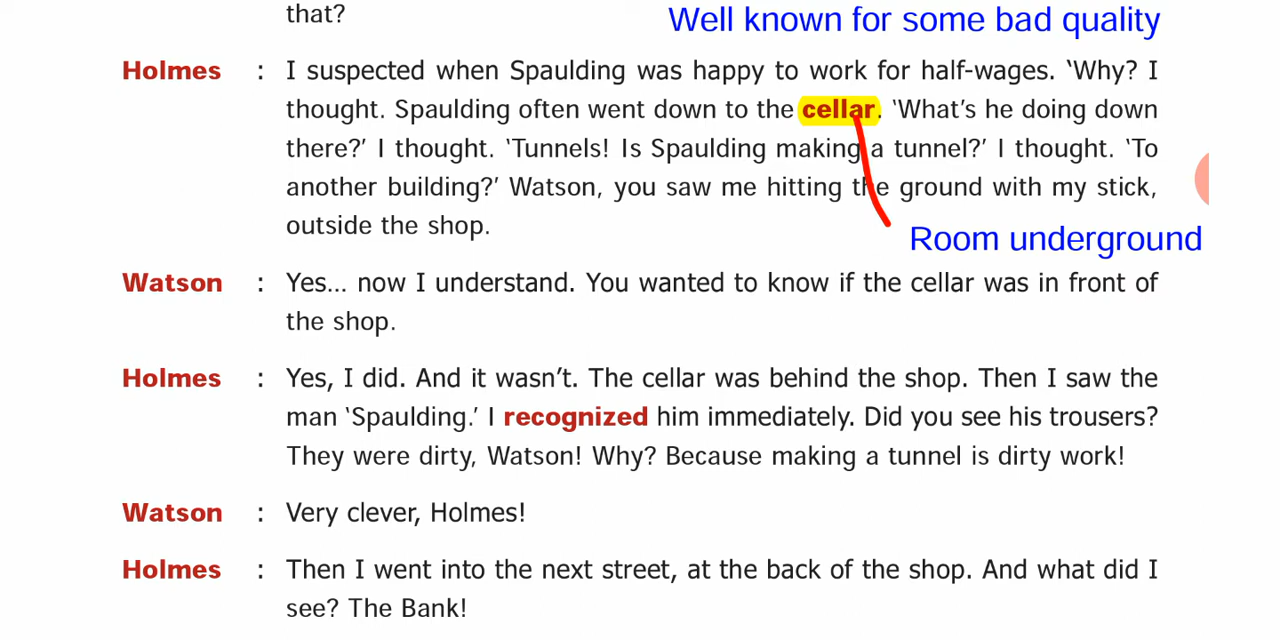 that?
Well known for some bad quality
Holmes : I suspected when Spaulding was happy to work for half-wages. ‘Why? I
thought. Spaulding often went down to the cellar. ‘What’s he doing down
there?’ I thought. ‘Tunnels! Is Spaulding making a tunnel?’ I thought. ‘To
another building?’ Watson, you saw me hitting the ground with my stick,
outside the shop.
Room underground
Watson : Yes... now I understand. You wanted to know if the cellar was in front of
the shop.
Holmes : Yes, I did. And it wasn’t. The cellar was behind the shop. Then I saw the
man ‘Spaulding.’ I recognized him immediately. Did you see his trousers?
They were dirty, Watson! Why? Because making a tunnel is dirty work!
Watson : Very clever, Holmes!
Holmes : Then I went into the next street, at the back of the shop. And what did I
see? The Bank!